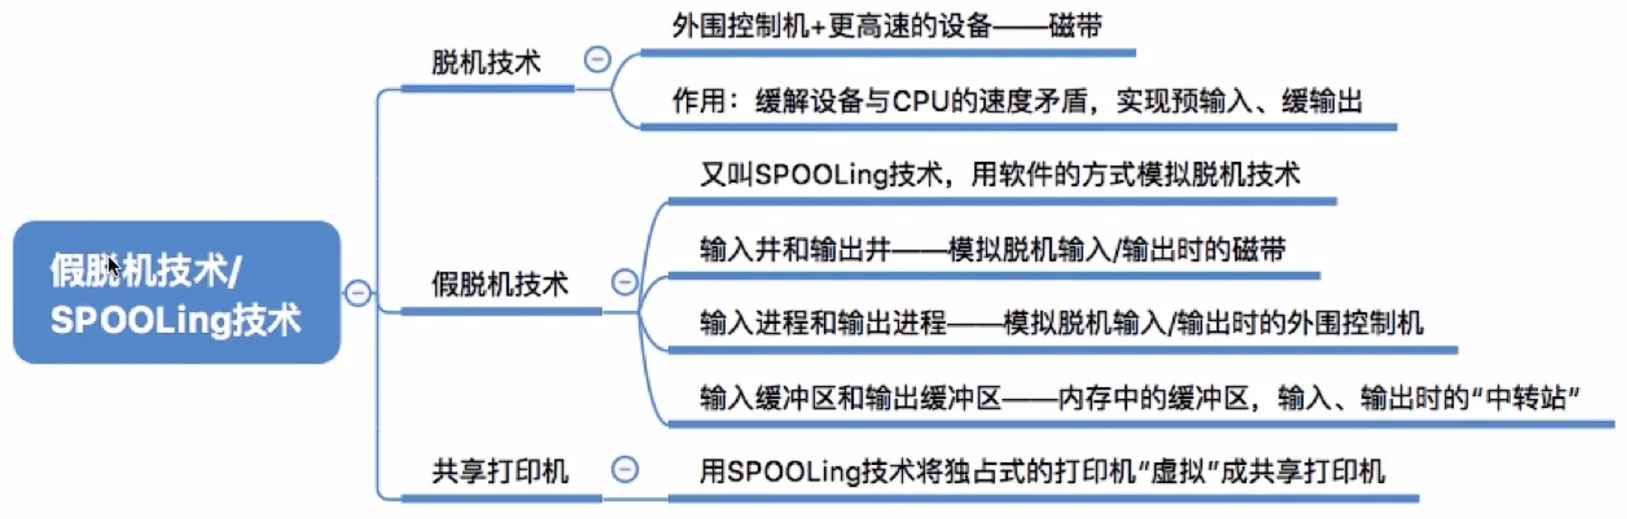 外围控制机+更高速的设备——磁带
脱机技术
作用：缓解设备与CPU的速度矛盾，实现预输入、缓输出
又叫SPOOLing技术，用软件的方式模拟脱机技术
输入井和输出井——模拟脱机输入/输出时的磁带
假脱机技术/
SPOOLing技术
假脱机技术
输入进程和输出进程——模拟脱机输入/输出时的外围控制机
输入缓冲区和输出缓冲区——内存中的缓冲区，输入、输出时的“中转站”
共享打印机
用SPOOLing技术将独占式的打印机“虚拟”成共享打印机